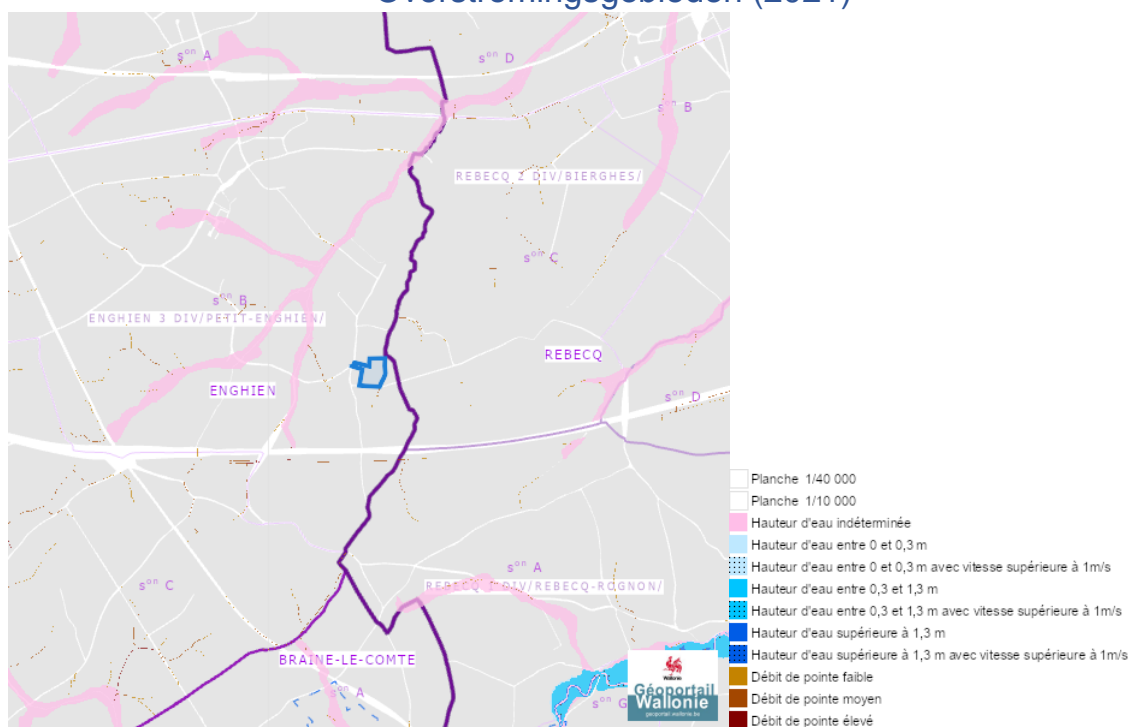 Overstromingsgebieden (2021)
sᵒⁿ A
sᵒⁿ D
sᵒⁿ B
REBECQ 2 DIV/BIERGHES/
sᵒⁿ C
sᵒⁿ B
ENGHIEN 3 DIV/PETIT-ENGHIEN/
REBECQ
ENGHIEN
sᵒⁿ D
sᵒⁿ A
sᵒⁿ C
REBECQ 1 DIV/REBECQ-ROGNON/
BRAINE-LE-COMTE
sᵒⁿ A
sᵒⁿ G
Wallonie
Géoportail
Wallonie
geoportail.wallonie.be
Planche 1/40 000
Planche 1/10 000
Hauteur d'eau indéterminée
Hauteur d'eau entre 0 et 0,3 m
Hauteur d'eau entre 0 et 0,3 m avec vitesse supérieure à 1m/s
Hauteur d'eau entre 0,3 et 1,3 m
Hauteur d'eau entre 0,3 et 1,3 m avec vitesse supérieure à 1m/s
Hauteur d'eau supérieure à 1,3 m
Hauteur d'eau supérieure à 1,3 m avec vitesse supérieure à 1m/s
Débit de pointe faible
Débit de pointe moyen
Débit de pointe élevé